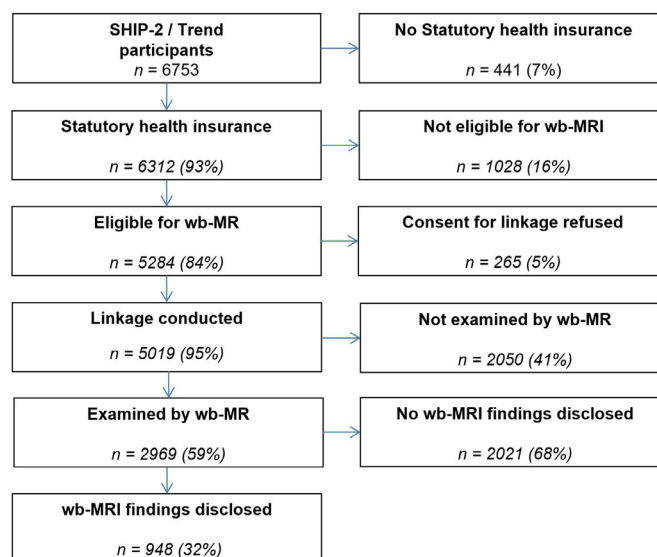 SHIP-2 / Trend
participants
n = 6753
No Statutory health insurance
n = 441 (7%)
Statutory health insurance
n = 6312 (93%)
Not eligible for wb-MRI
n = 1028 (16%)
Eligible for wb-MR
n = 5284 (84%)
Consent for linkage refused
n = 265 (5%)
Linkage conducted
n = 5019 (95%)
Not examined by wb-MR
n = 2050 (41%)
Examined by wb-MR
n = 2969 (59%)
No wb-MRI findings disclosed
n = 2021 (68%)
wb-MRI findings disclosed
n = 948 (32%)